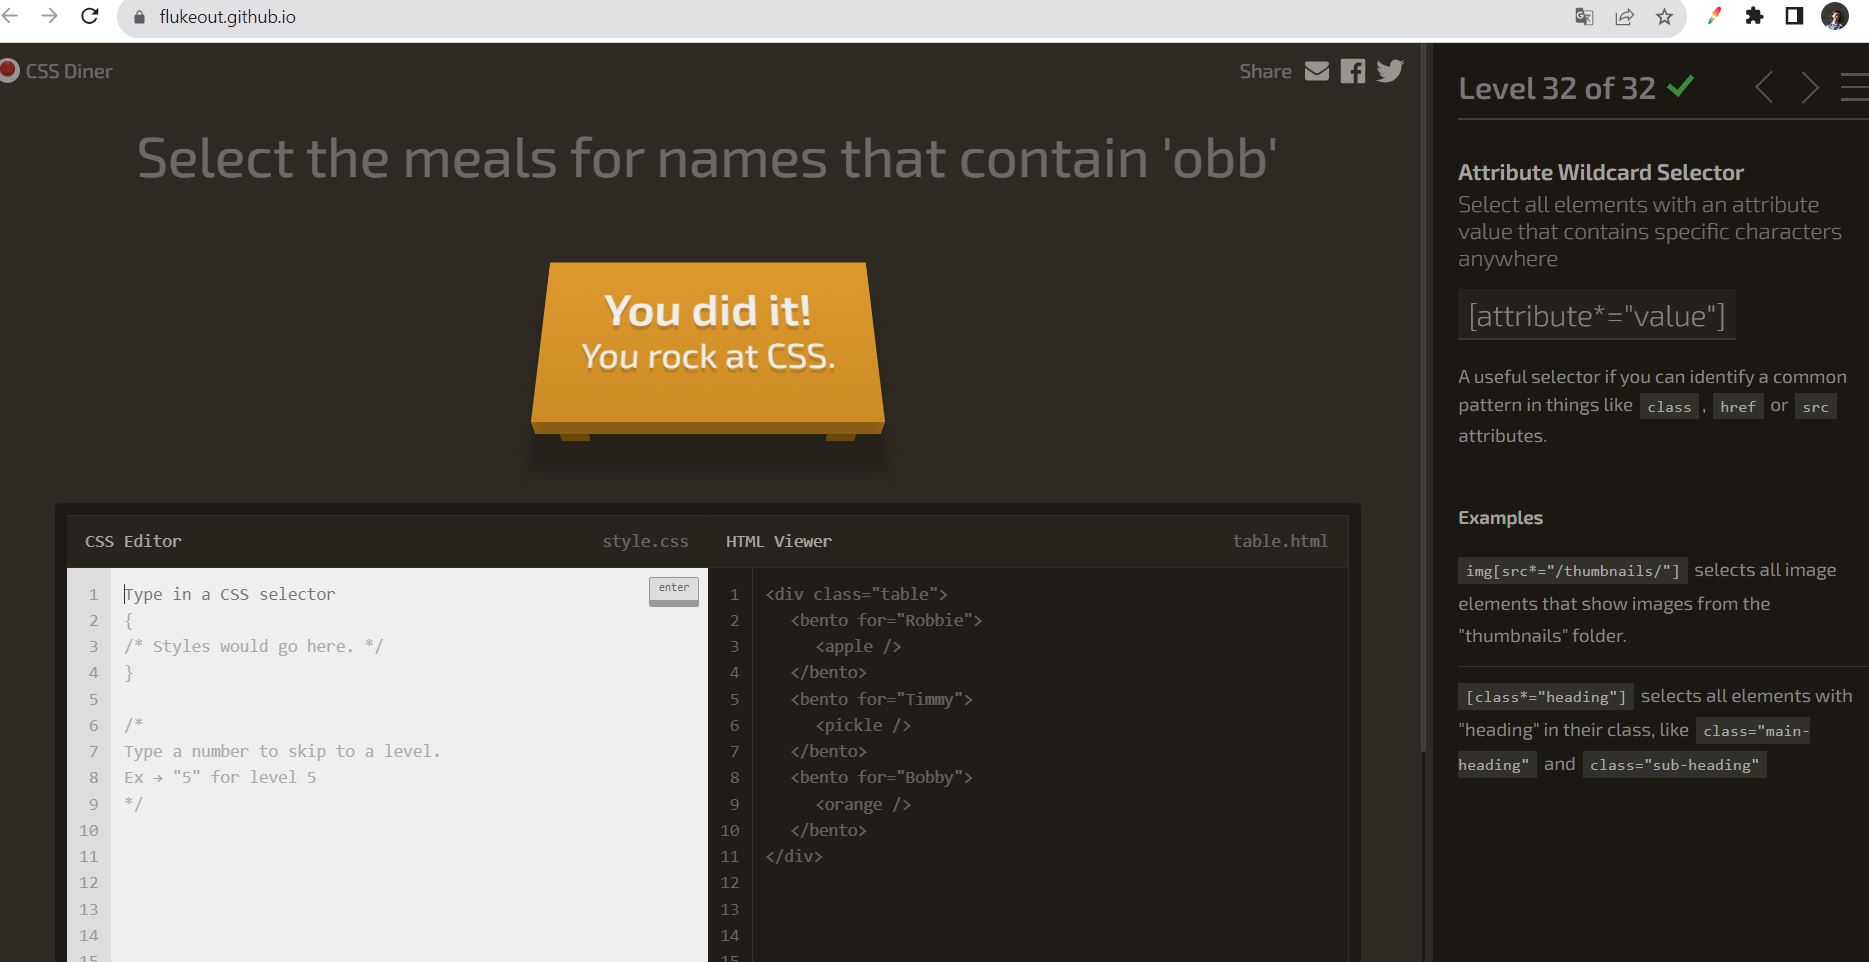 flukeout.github.io
CSS Diner
Share
Select the meals for names that contain 'obb'
You did it!
You rock at CSS.
CSS Editor
style.css
1 Type in a CSS selector
enter
2 {
3 /* Styles would go here. */
4 }
5
6 /*
7 Type a number to skip to a level.
8 Ex → "5" for level 5
9 */
10
11
12
13
14
15
HTML Viewer
table.html
1 <div class="table">
2 <bento for="Robbie">
3 <apple />
4 </bento>
5 <bento for="Timmy">
6 <pickle />
7 </bento>
8 <bento for="Bobby">
9 <orange />
10 </bento>
11 </div>
12
13
14
15
Level 32 of 32
Attribute Wildcard Selector
Select all elements with an attribute
value that contains specific characters
anywhere
[attribute*="value"]
A useful selector if you can identify a common
pattern in things like class , href or src
attributes.
Examples
img[src*="/thumbnails/"] selects all image
elements that show images from the
"thumbnails" folder.
[class*="heading"] selects all elements with
"heading" in their class, like class="main-
heading" and class="sub-heading"